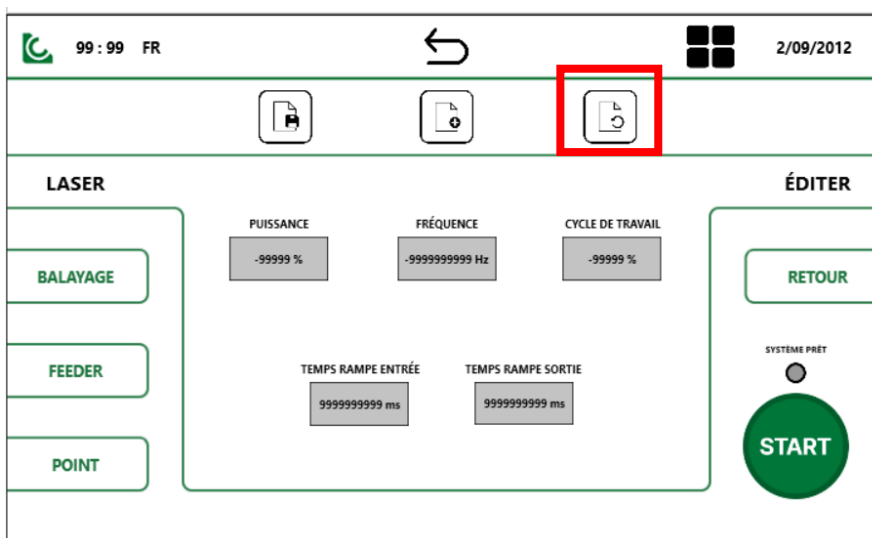 99 : 99 FR 2/09/2012
LASER ÉDITER
PUISSANCE FRÉQUENCE CYCLE DE TRAVAIL
-99999 % -9999999999 Hz -99999 %
BALAYAGE RETOUR
SYSTÈME PRÊT
FEEDER TEMPS RAMPE ENTRÉE TEMPS RAMPE SORTIE
9999999999 ms 9999999999 ms
START
POINT